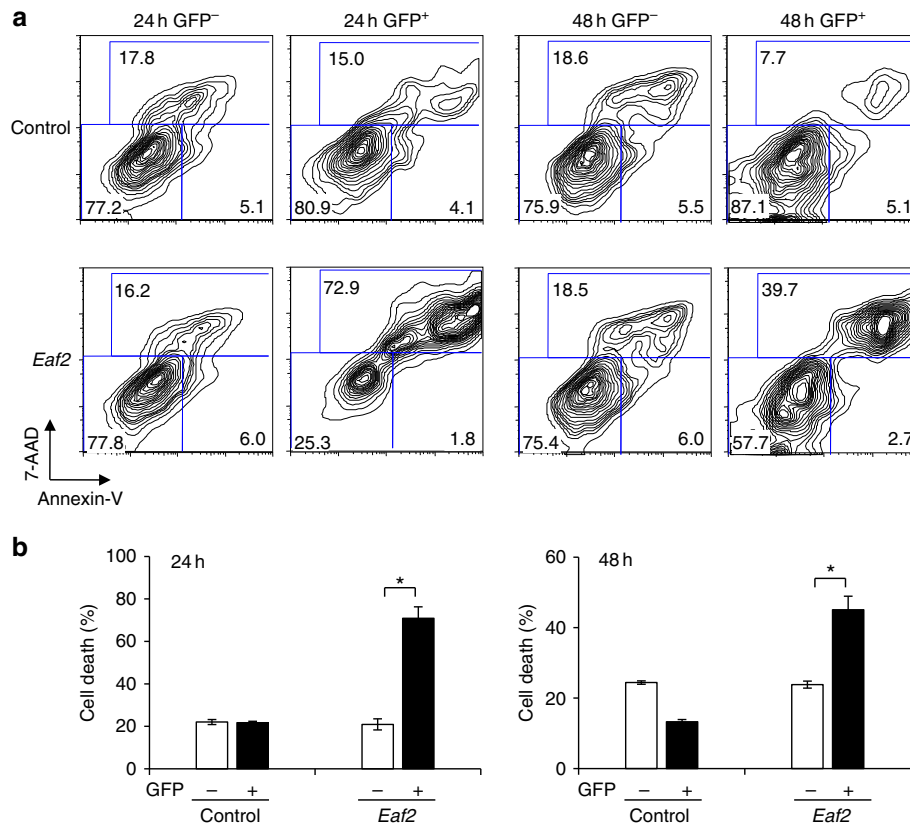 a
24 h GFP⁻ 24 h GFP⁺ 48 h GFP⁻ 48 h GFP⁺
Control
17.8 15.0 18.6 7.7
77.2 5.1 80.9 4.1 75.9 5.5 87.1 5.1
Eaf2
16.2 72.9 18.5 39.7
77.8 6.0 25.3 1.8 75.4 6.0 57.7 2.7
7-AAD
Annexin-V
b
Cell death (%)
24 h
100
80
60
40
20
0
*
GFP – + – +
Control Eaf2
Cell death (%)
48 h
60
40
20
0
*
GFP – + – +
Control Eaf2